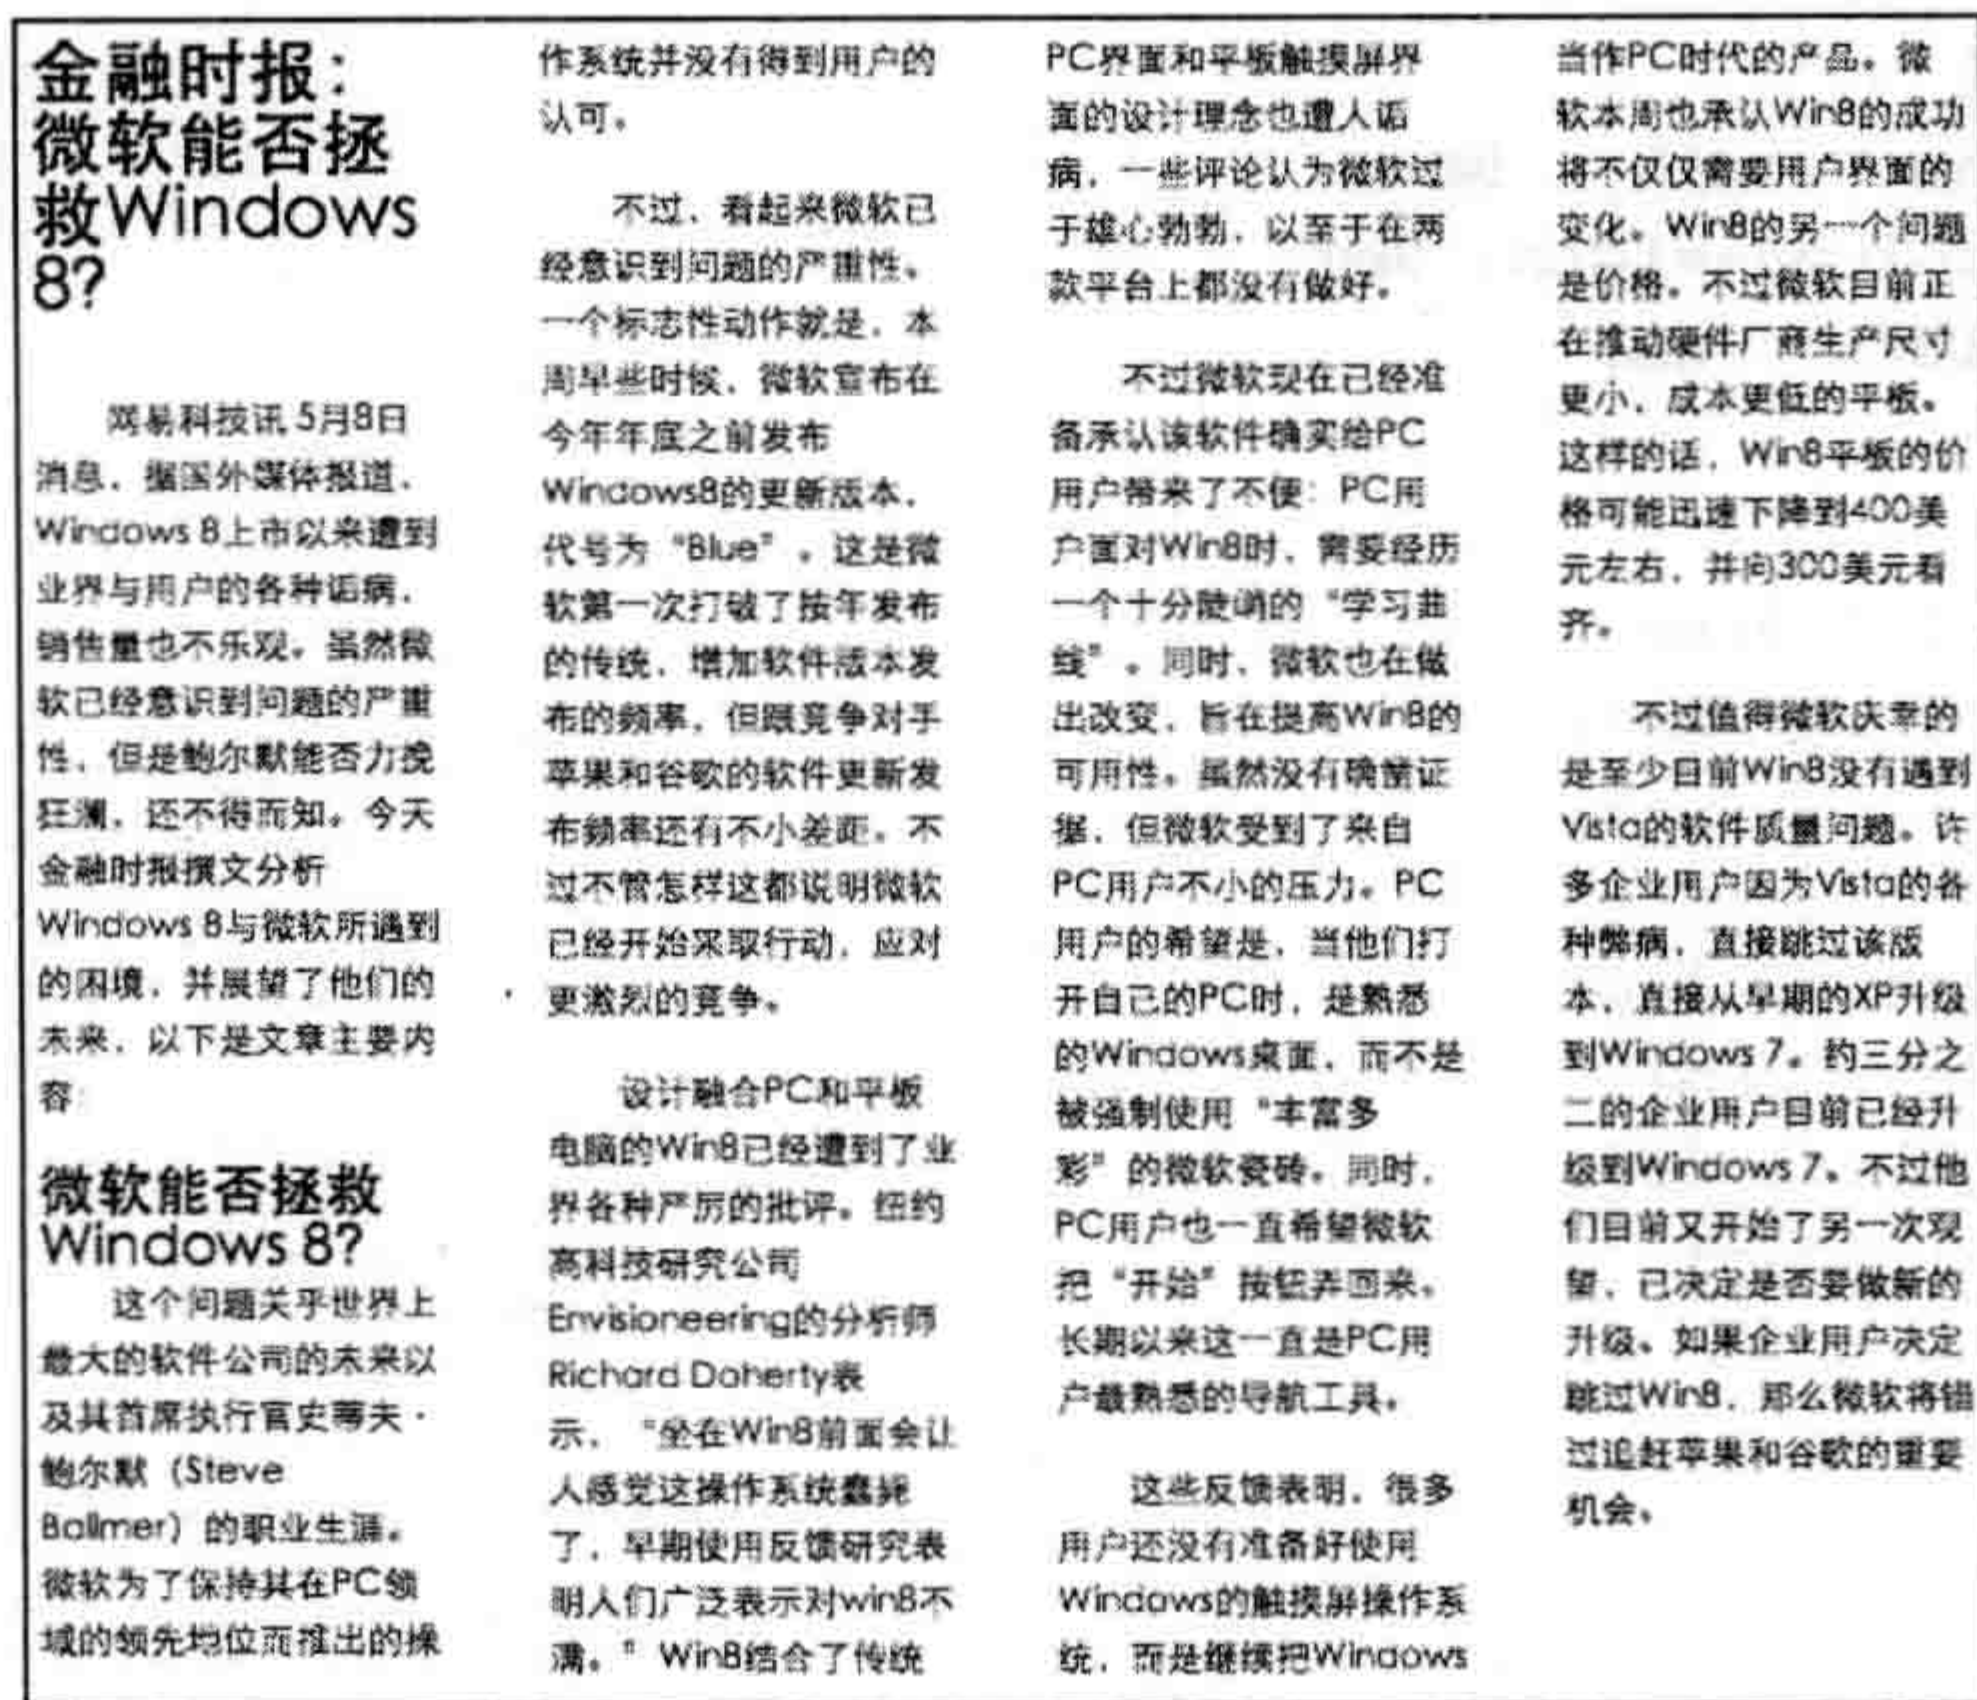 金融时报：
微软能否拯
救Windows
8?
网易科技讯 5月8日
消息，据国外媒体报道，
Windows 8上市以来遭到
业界与用户的各种诟病，
销售量也不乐观。虽然微
软已经意识到问题的严重
性，但是鲍尔默能否力挽
狂澜，还不得而知。今天
金融时报撰文分析
Windows 8与微软所遇到
的困境，并展望了他们的
未来，以下是文章主要内
容：
微软能否拯救
Windows 8?
这个问题关乎世界上
最大的软件公司的未来以
及其首席执行官史蒂夫·
鲍尔默（Steve
Ballmer）的职业生涯。
微软为了保持其在PC领
域的领先地位而推出的操
作系统并没有得到用户的
认可。
不过，看起来微软已
经意识到问题的严重性。
一个标志性动作就是，本
周早些时候，微软宣布在
今年年底之前发布
Windows8的更新版本，
代号为“Blue”。这是微
软第一次打破了按年发布
的传统，增加软件版本发
布的频率，但跟竞争对手
苹果和谷歌的软件更新发
布频率还有不小差距。不
过不管怎样这都说明微软
已经开始采取行动，应对
更激烈的竞争。
设计融合PC和平板
电脑的Win8已经遭到了业
界各种严厉的批评。纽约
高科技研究公司
Envisioneering的分析师
Richard Doherty表
示，“坐在Win8前面会让
人感觉这操作系统蠢毙
了，早期使用反馈研究表
明人们广泛表示对win8不
满。”Win8结合了传统
PC界面和平板触摸屏界
面的设计理念也遭人诟
病，一些评论认为微软过
于雄心勃勃，以至于在两
款平台上都没有做好。
不过微软现在已经准
备承认该软件确实给PC
用户带来了不便：PC用
户面对Win8时，需要经历
一个十分陡峭的“学习曲
线”。同时，微软也在做
出改变，旨在提高Win8的
可用性。虽然没有确凿证
据，但微软受到了来自
PC用户不小的压力。PC
用户的希望是，当他们打
开自己的PC时，是熟悉
的Windows桌面，而不是
被强制使用“丰富多
彩”的微软瓷砖。同时，
PC用户也一直希望微软
把“开始”按钮弄回来。
长期以来这一直是PC用
户最熟悉的导航工具。
这些反馈表明，很多
用户还没有准备好使用
Windows的触摸屏操作系
统，而是继续把Windows
当作PC时代的产品。微
软本周也承认Win8的成功
将不仅仅需要用户界面的
变化。Win8的另一个问题
是价格。不过微软目前正
在推动硬件厂商生产尺寸
更小，成本更低的平板。
这样的话，Win8平板的价
格可能迅速下降到400美
元左右，并向300美元看
齐。
不过值得微软庆幸的
是至少目前Win8没有遇到
Vista的软件质量问题。许
多企业用户因为Vista的各
种弊病，直接跳过该版
本，直接从早期的XP升级
到Windows 7。约三分之
二的企业用户目前已经升
级到Windows 7。不过他
们目前又开始了另一次观
望，已决定是否要做新的
升级。如果企业用户决定
跳过Win8，那么微软将错
过追赶苹果和谷歌的重要
机会。